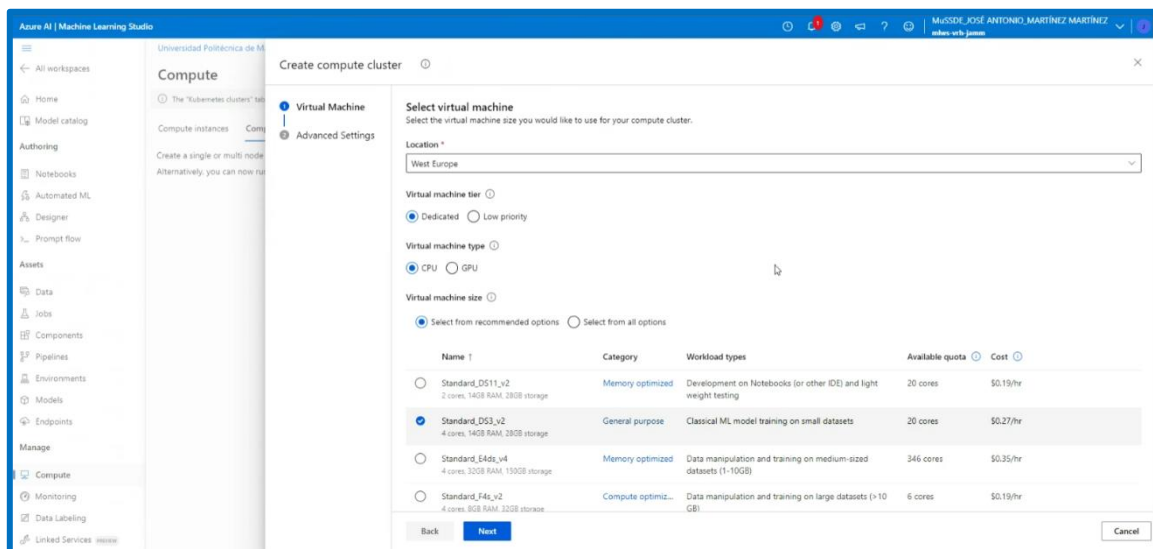 Azure AI | Machine Learning Studio
1
MuSSDE_JOSÉ ANTONIO_MARTÍNEZ MARTÍNEZ
mlws-vrh-jamm
All workspaces
Home
Model catalog
Authoring
Notebooks
Automated ML
Designer
Prompt flow
Assets
Data
Jobs
Components
Pipelines
Environments
Models
Endpoints
Manage
Compute
Monitoring
Data Labeling
Linked Services PREVIEW
Universidad Politécnica de M
Compute
The "Kubernetes clusters" tab
Compute instances
Create a single or multi node
Alternatively, you can now
Create compute cluster
1 Virtual Machine
2 Advanced Settings
Select virtual machine
Select the virtual machine size you would like to use for your compute cluster.
Location *
West Europe
Virtual machine tier
Dedicated Low priority
Virtual machine type
CPU GPU
Virtual machine size
Select from recommended options Select from all options
Name ↑ Category Workload types Available quota Cost
Standard_DS11_v2 Memory optimized Development on Notebooks (or other IDE) and light 20 cores $0.19/hr
2 cores, 14GB RAM, 28GB storage weight testing
Standard_DS3_v2 General purpose Classical ML model training on small datasets 20 cores $0.27/hr
4 cores, 14GB RAM, 28GB storage
Standard_E4ds_v4 Memory optimized Data manipulation and training on medium-sized 346 cores $0.35/hr
4 cores, 32GB RAM, 150GB storage datasets (1-10GB)
Standard_F4s_v2 Compute optimiz... Data manipulation and training on large datasets (>10 6 cores $0.19/hr
4 cores, 8GB RAM, 32GB storage GB)
Back Next Cancel